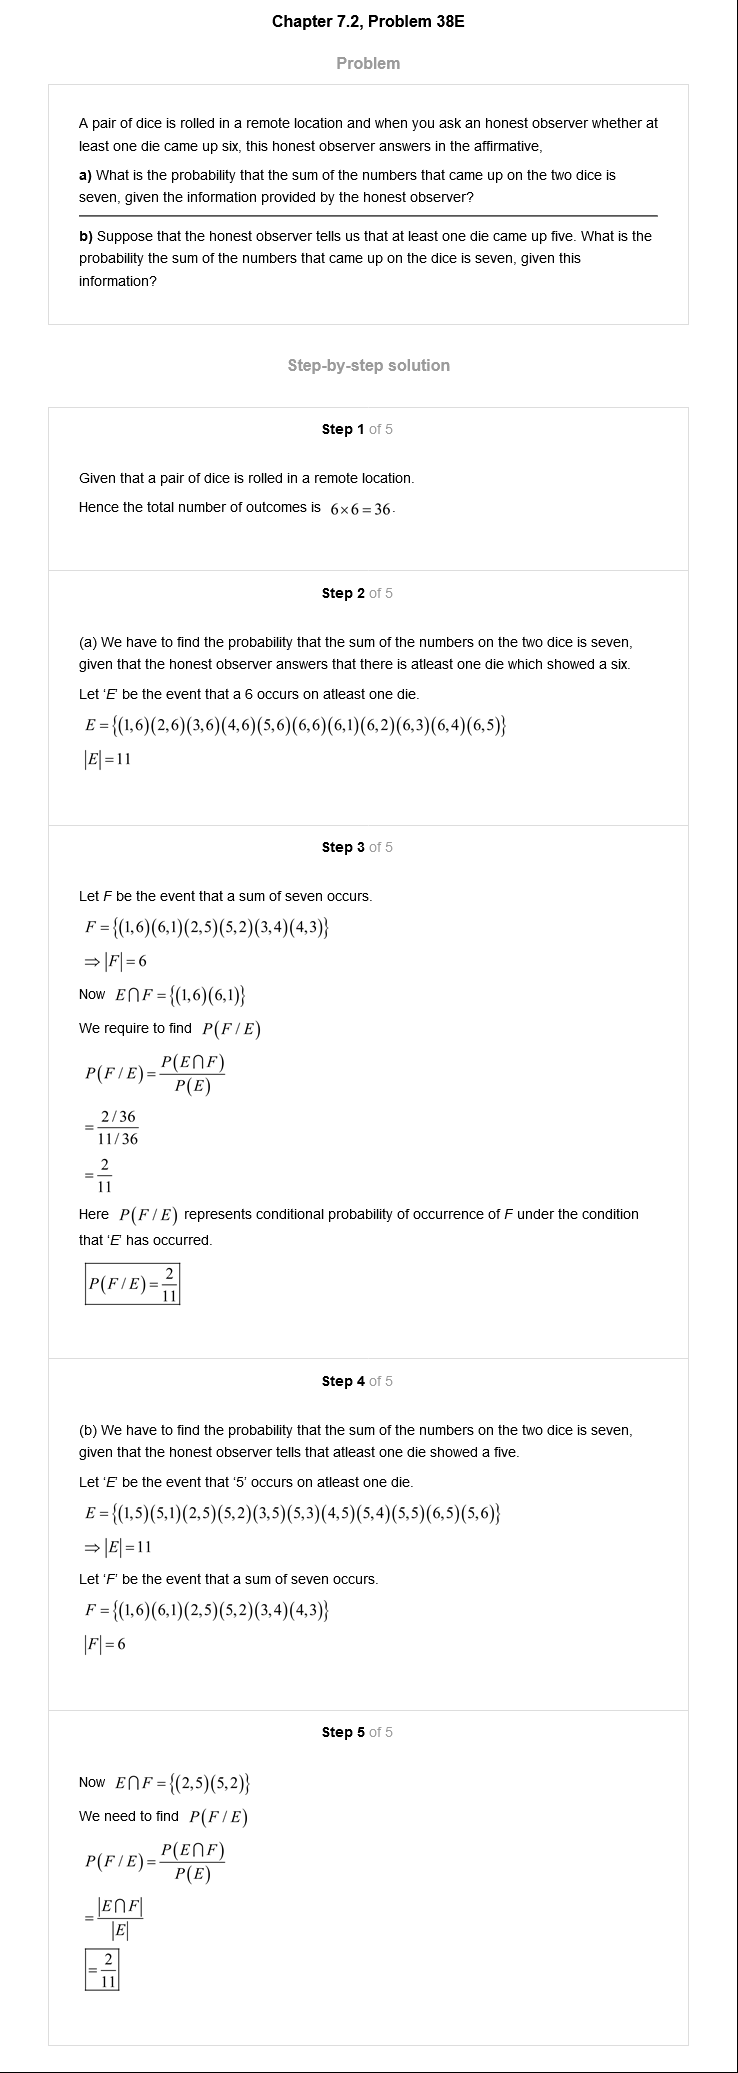 Chapter 7.2, Problem 38E
Problem
A pair of dice is rolled in a remote location and when you ask an honest observer whether at
least one die came up six, this honest observer answers in the affirmative,
a) What is the probability that the sum of the numbers that came up on the two dice is
seven, given the information provided by the honest observer?
b) Suppose that the honest observer tells us that at least one die came up five. What is the
probability the sum of the numbers that came up on the dice is seven, given this
information?
Step-by-step solution
Step 1 of 5
Given that a pair of dice is rolled in a remote location.
Hence the total number of outcomes is 6×6=36.
Step 2 of 5
(a) We have to find the probability that the sum of the numbers on the two dice is seven,
given that the honest observer answers that there is atleast one die which showed a six.
Let ‘E’ be the event that a 6 occurs on atleast one die.
E={(1,6)(2,6)(3,6)(4,6)(5,6)(6,6)(6,1)(6,2)(6,3)(6,4)(6,5)}
|E|=11
Step 3 of 5
Let F be the event that a sum of seven occurs.
F={(1,6)(6,1)(2,5)(5,2)(3,4)(4,3)}
⇒|F|=6
Now E∩F={(1,6)(6,1)}
We require to find P(F/E)
P(F/E)=P(E∩F)/P(E)
=(2/36)/(11/36)
=2/11
Here P(F/E) represents conditional probability of occurrence of F under the condition
that ‘E’ has occurred.
P(F/E)=2/11
Step 4 of 5
(b) We have to find the probability that the sum of the numbers on the two dice is seven,
given that the honest observer tells that atleast one die showed a five.
Let ‘E’ be the event that ‘5’ occurs on atleast one die.
E={(1,5)(5,1)(2,5)(5,2)(3,5)(5,3)(4,5)(5,4)(5,5)(6,5)(5,6)}
⇒|E|=11
Let ‘F’ be the event that a sum of seven occurs.
F={(1,6)(6,1)(2,5)(5,2)(3,4)(4,3)}
|F|=6
Step 5 of 5
Now E∩F={(2,5)(5,2)}
We need to find P(F/E)
P(F/E)=P(E∩F)/P(E)
=|E∩F|/|E|
=2/11